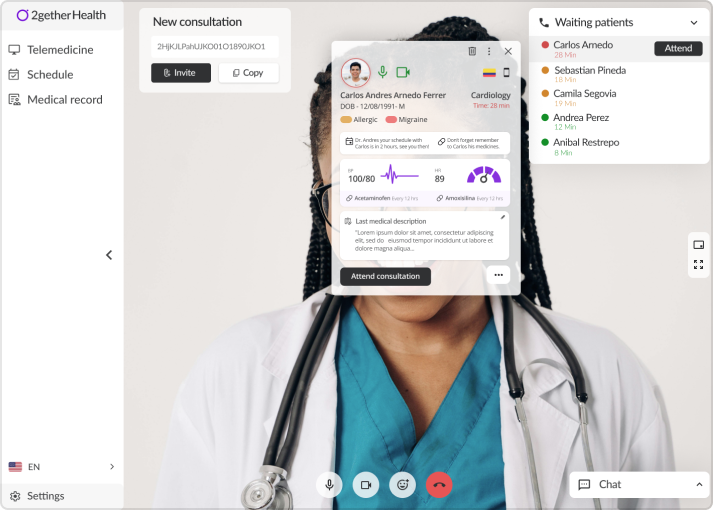 2getherHealth
Telemedicine
Schedule
Medical record
EN
Settings
New consultation
2HjKJLPahUJKO01O1890JKO1
Invite
Copy
Carlos Andres Arnedo Ferrer
Cardiology
DOB - 12/08/1991- M
Time: 28 min.
Allergic
Migraine
Dr. Andres your schedule with
Carlos is in 2 hours, see you then!
Don't forget remember
to Carlos his medicines.
BP
100/80
HR
89
Acetaminofen Every 12 hrs
Amoxisilina Every 12 hrs
Last medical description
"Lorem ipsum dolor sit amet, consectetur adipiscing
elit, sed do eiusmod tempor incididunt ut labore et
dolore magna aliqua...
Attend consultation
Waiting patients
Carlos Arnedo
28 Min
Attend
Sebastian Pineda
18 Min
Camila Segovia
19 Min
Andrea Perez
12 Min
Anibal Restrepo
8 Min
Chat